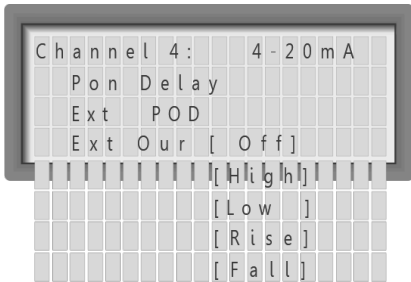 Channel 4: 4-20mA
Pon Delay
Ext POD
Ext Our [ Off]
[High]
[Low ]
[Rise]
[Fall]